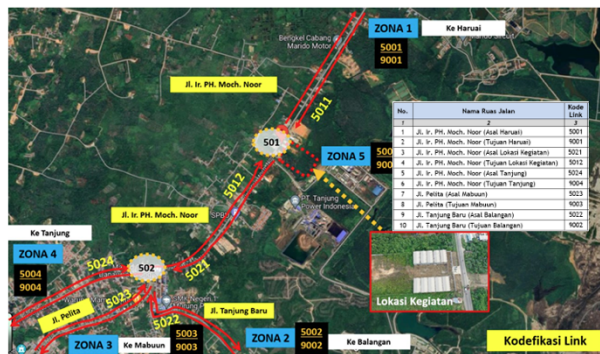 ZONA 1
Ke Haruai
5001
9001
Bengkel Cabang
Marido Motor
Jl. Ir. PH. Moch. Noor
5011
501
ZONA 5
5012
PT. Tanjung
Power Indonesia
Jl. Ir. PH. Moch. Noor
SPB
Ke Tanjung
ZONA 4
5004
9004
5024
502
5021
5023
Jl. Pelita
5022
Jl. Tanjung Baru
ZONA 3
Ke Mabuun
5003
9003
ZONA 2
5002
9002
Ke Balangan
No. Nama Ruas Jalan Kode Link
1 2 3
1 Jl. Ir. PH. Moch. Noor (Asal Haruai) 5001
2 Jl. Ir. PH. Moch. Noor (Tujuan Haruai) 9001
3 Jl. Ir. PH. Moch. Noor (Asal Lokasi Kegiatan) 5021
4 Jl. Ir. PH. Moch. Noor (Tujuan Lokasi Kegiatan) 5012
5 Jl. Ir. PH. Moch. Noor (Asal Tanjung) 5024
6 Jl. Ir. PH. Moch. Noor (Tujuan Tanjung) 9004
7 Jl. Pelita (Asal Mabuun) 5023
8 Jl. Pelita (Tujuan Mabuun) 9003
9 Jl. Tanjung Baru (Asal Balangan) 5022
10 Jl. Tanjung Baru (Tujuan Balangan) 9002
Lokasi Kegiatan
Kodefikasi Link